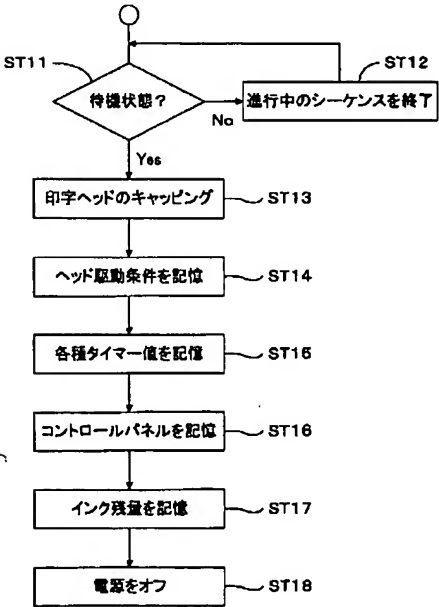 ST11
待機状態？
ST12
進行中のシーケンスを終了
No
Yes
印字ヘッドのキャッピング
ST13
ヘッド駆動条件を記憶
ST14
各種タイマー値を記憶
ST15
コントロールパネルを記憶
ST16
インク残量を記憶
ST17
電源をオフ
ST18